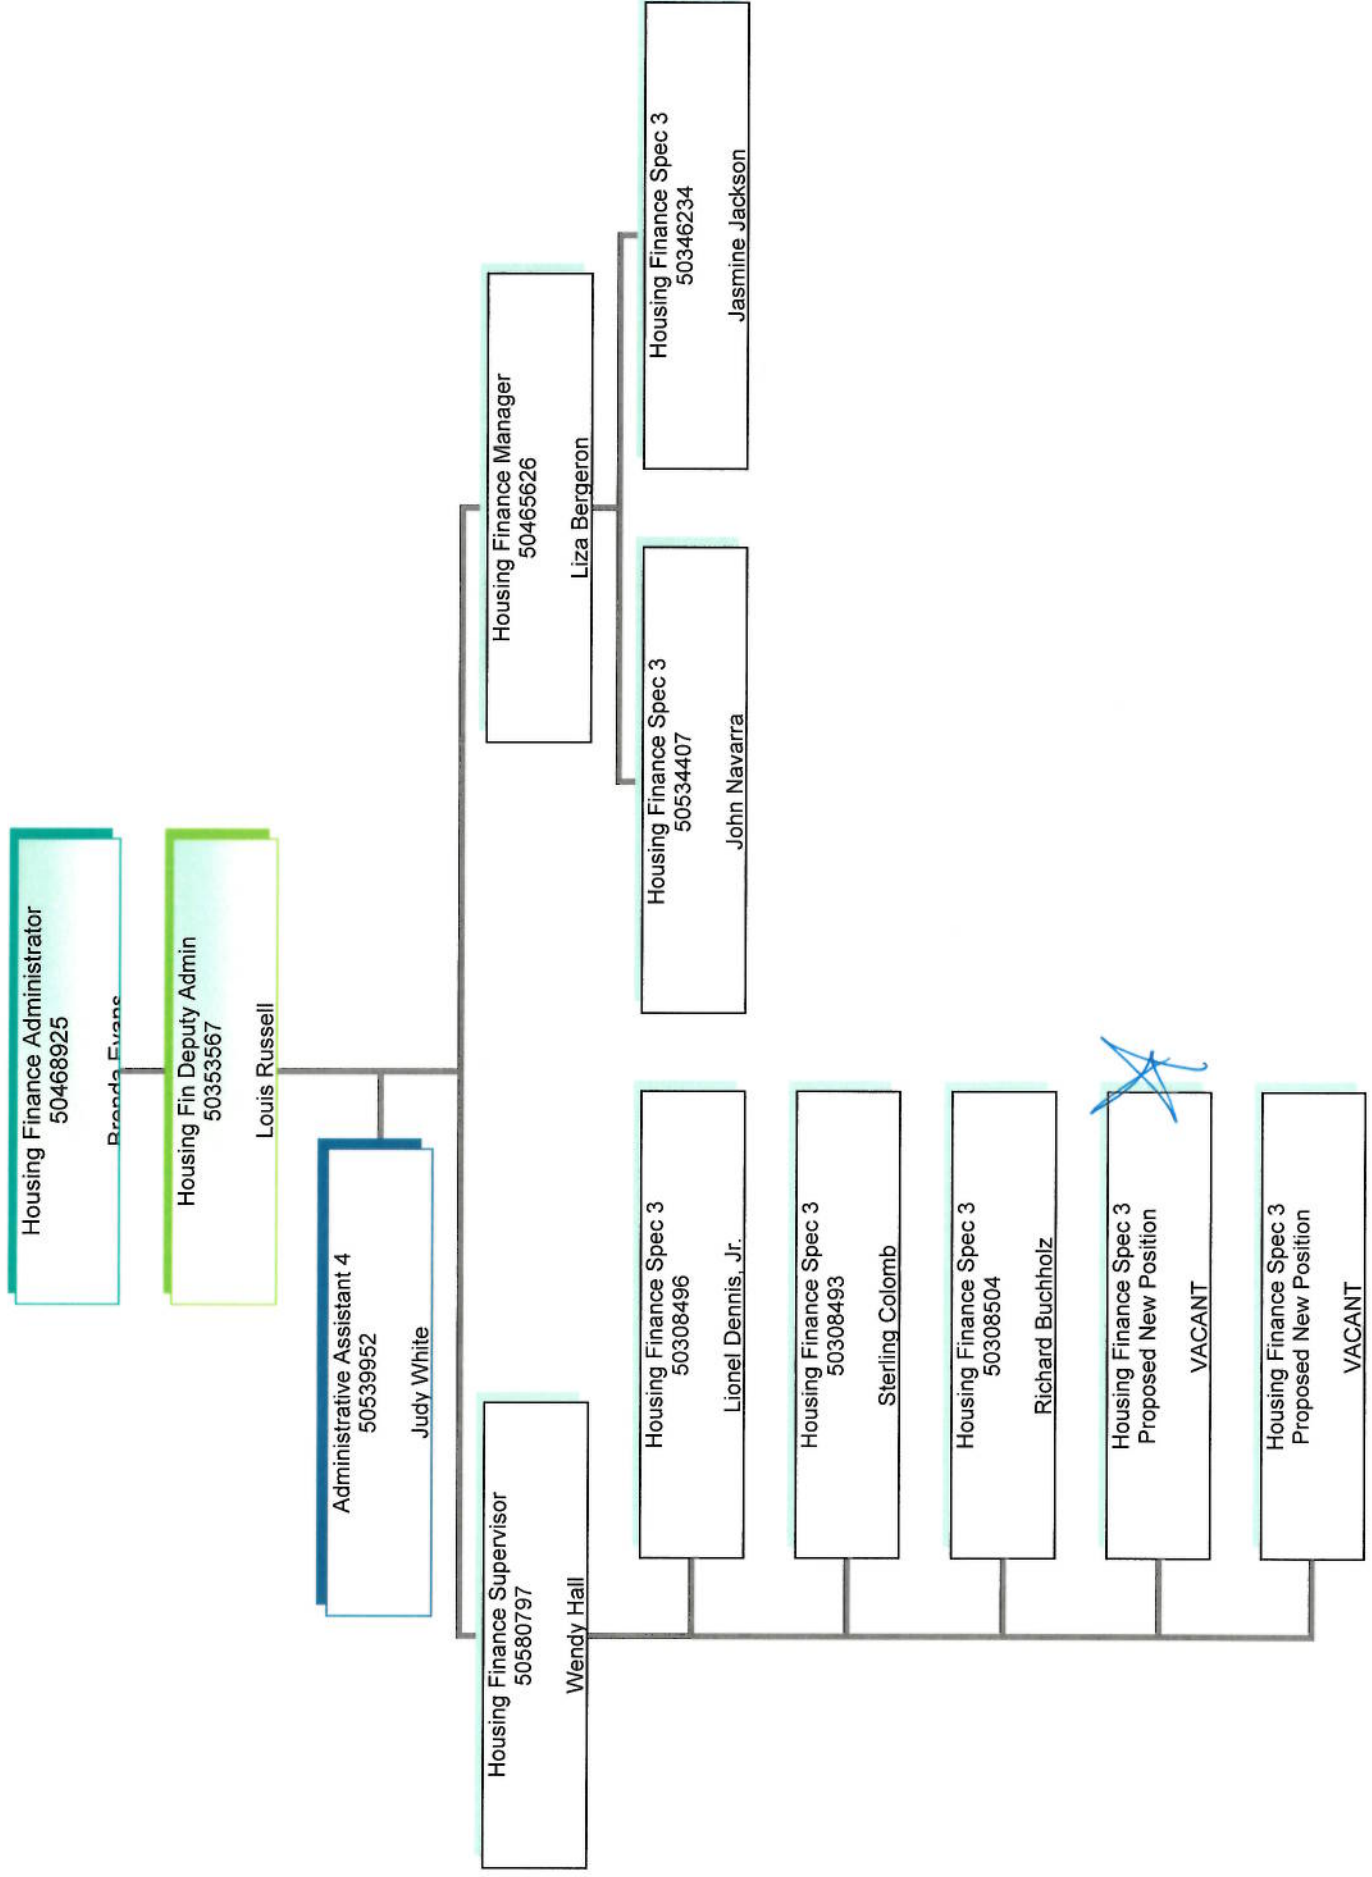 Housing Finance Administrator
50468925
Brenda Evans
Housing Fin Deputy Admin
50353567
Louis Russell
Administrative Assistant 4
50539952
Judy White
Housing Finance Supervisor
50580797
Wendy Hall
Housing Finance Spec 3
50308496
Lionel Dennis, Jr.
Housing Finance Spec 3
50308493
Sterling Colomb
Housing Finance Spec 3
50308504
Richard Buchholz
Housing Finance Spec 3
Proposed New Position
VACANT
Housing Finance Spec 3
Proposed New Position
VACANT
Housing Finance Manager
50465626
Liza Bergeron
Housing Finance Spec 3
50534407
John Navarra
Housing Finance Spec 3
50346234
Jasmine Jackson